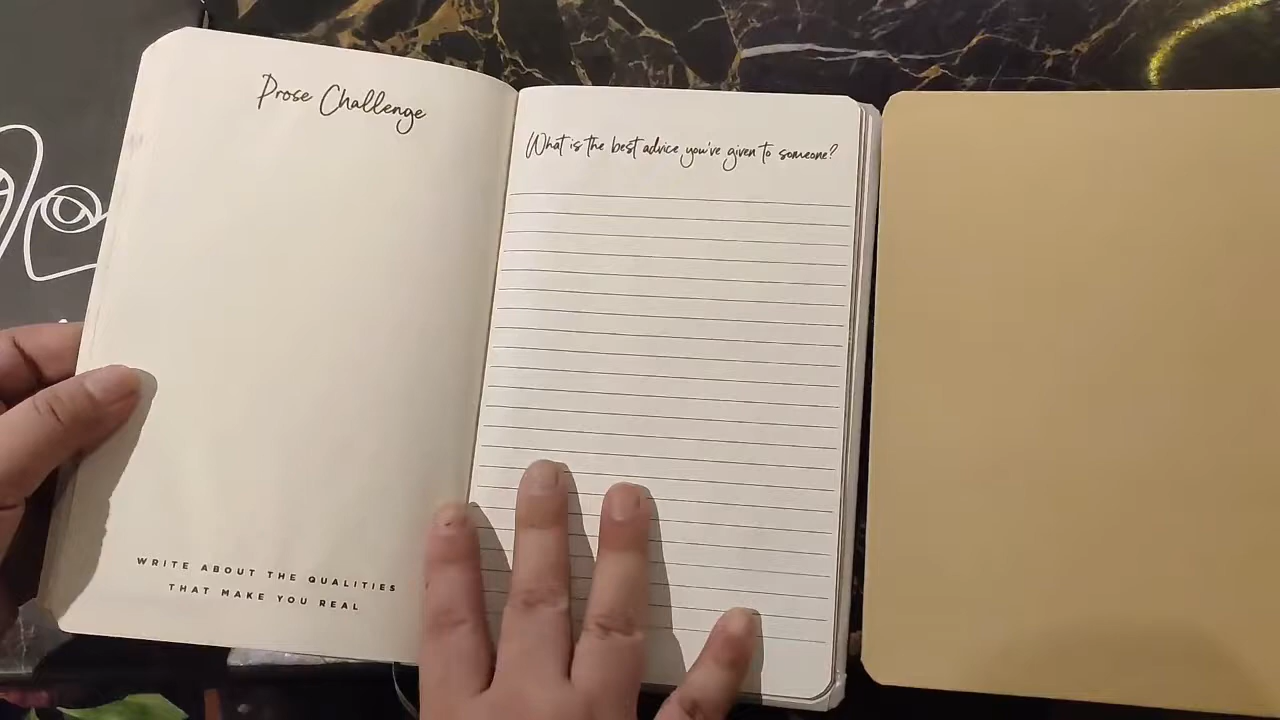 Prose Challenge
WRITE ABOUT THE QUALITIES
THAT MAKE YOU REAL
What is the best advice you've given to someone?